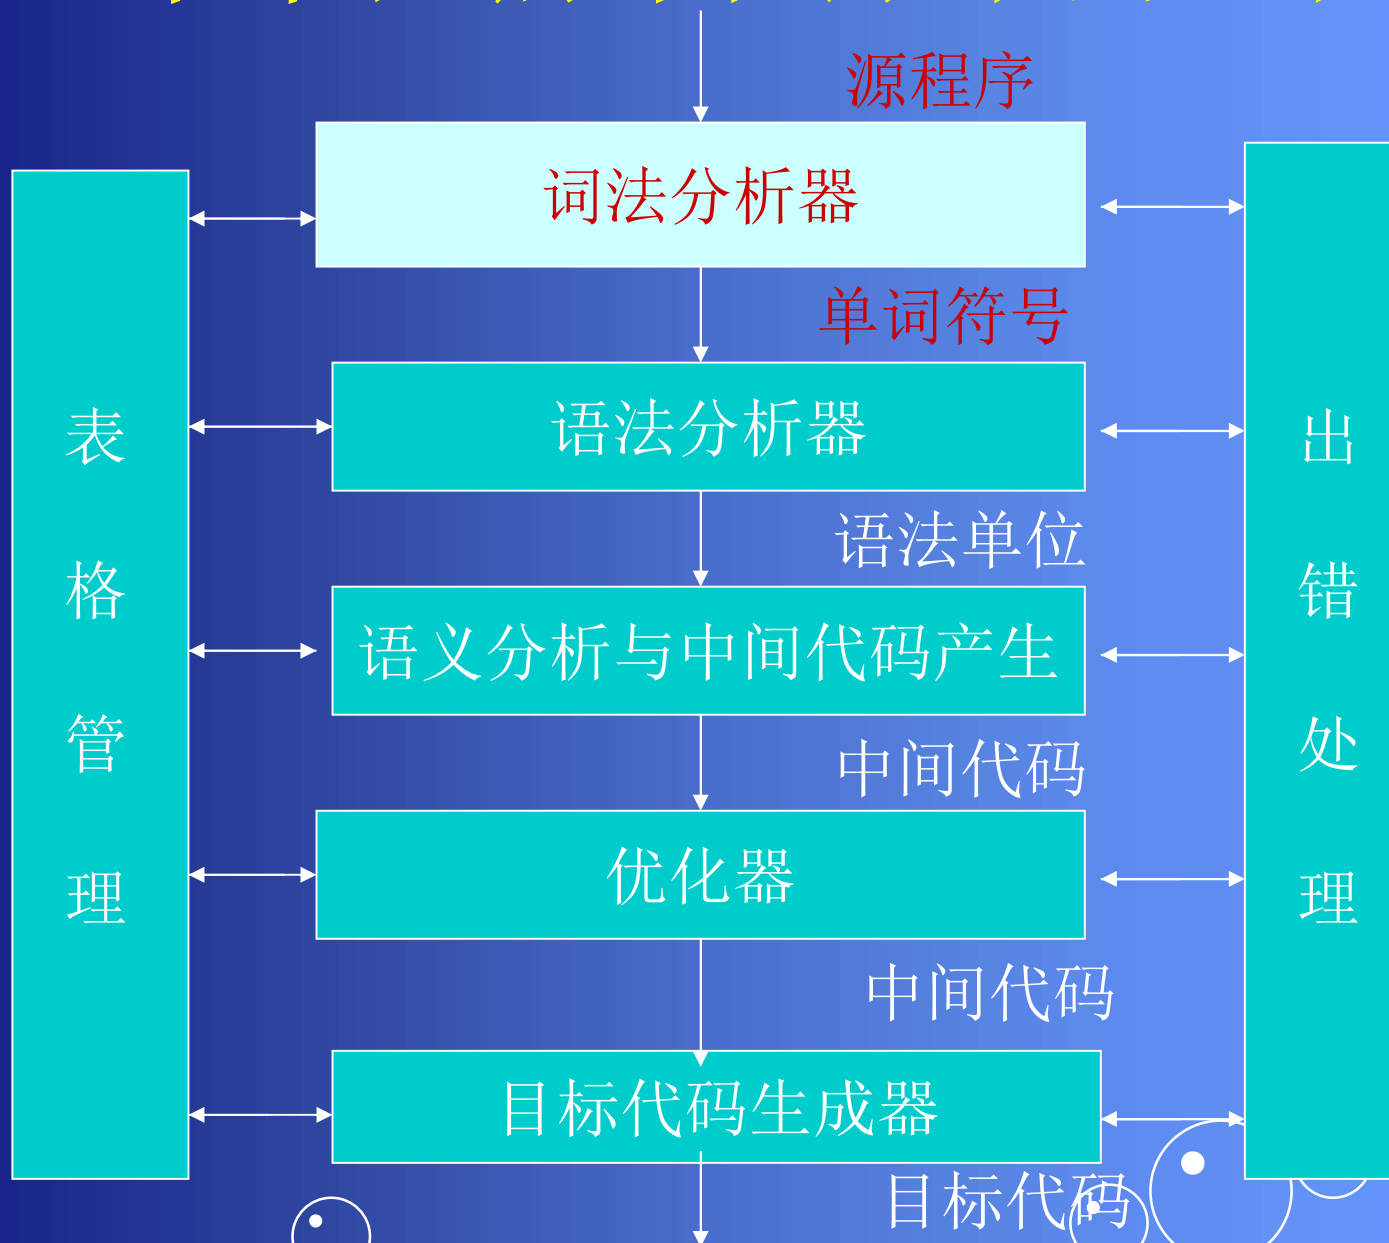 源程序
词法分析器
单词符号
语法分析器
语法单位
语义分析与中间代码产生
中间代码
优化器
中间代码
目标代码生成器
目标代码
表格管理
出错处理